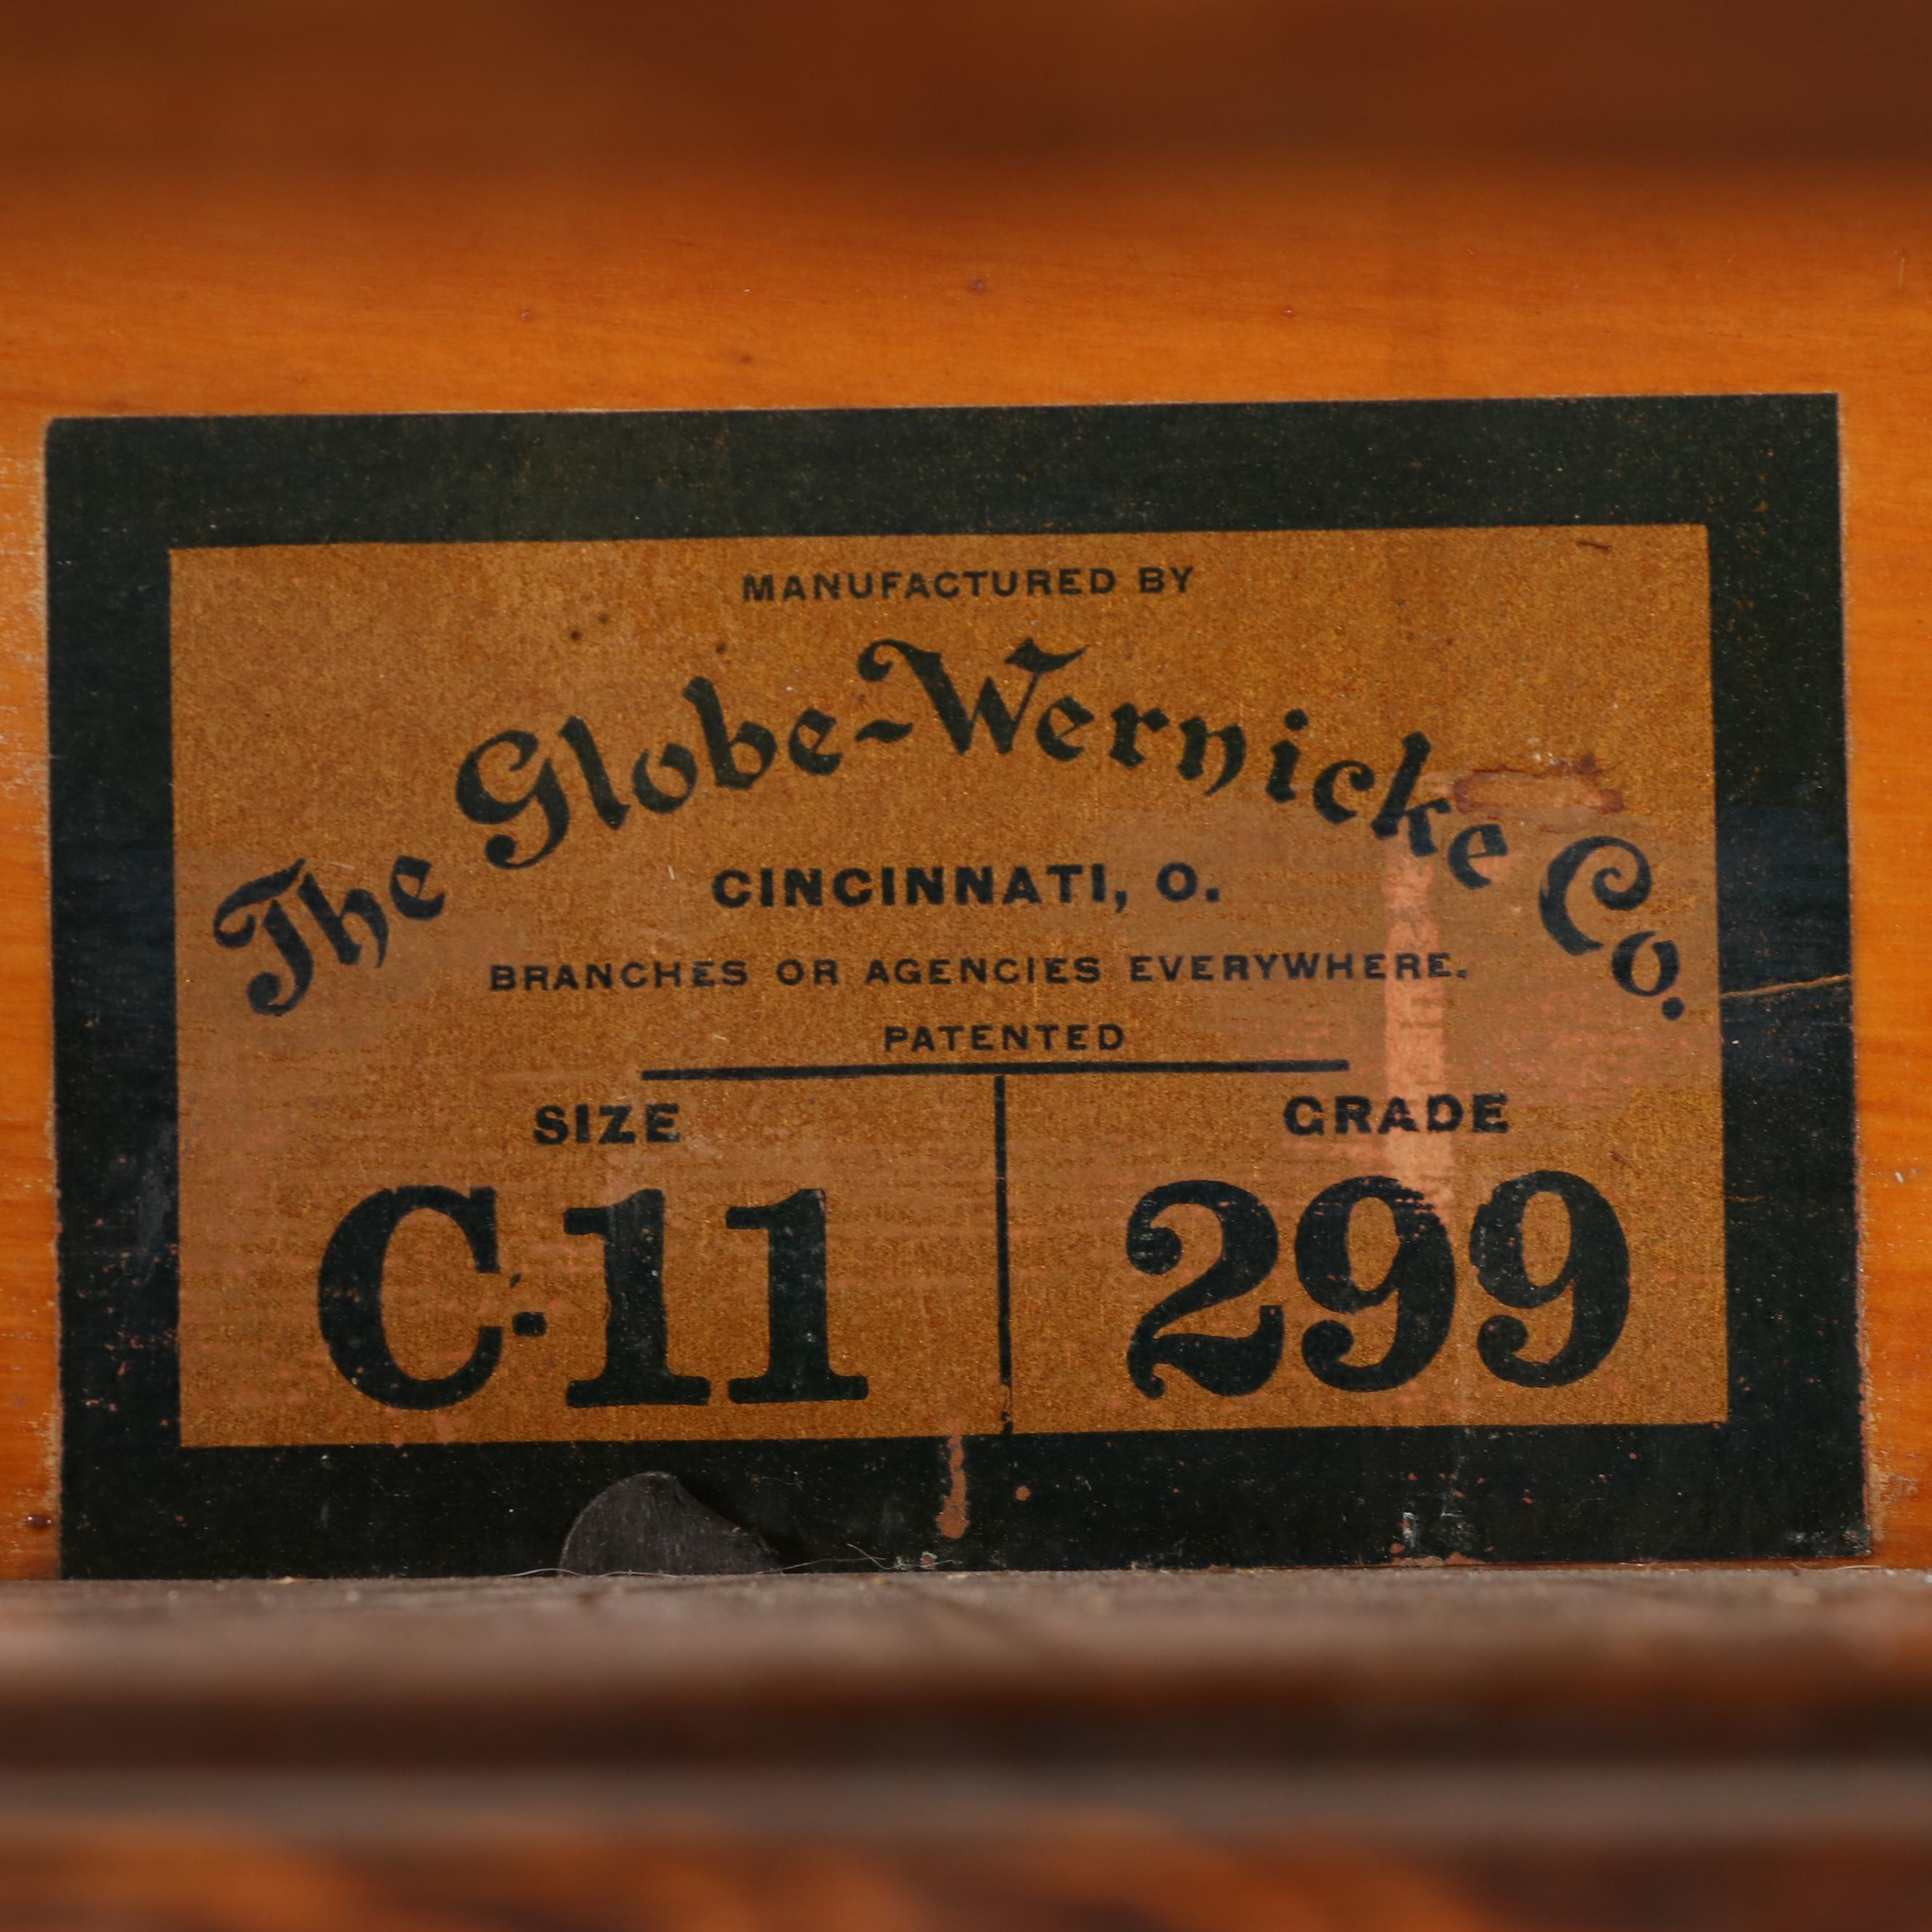 MANUFACTURED BY
The Globe-Wernicke Co.
CINCINNATI, O.
BRANCHES OR AGENCIES EVERYWHERE.
PATENTED
SIZE GRADE
C-11 299